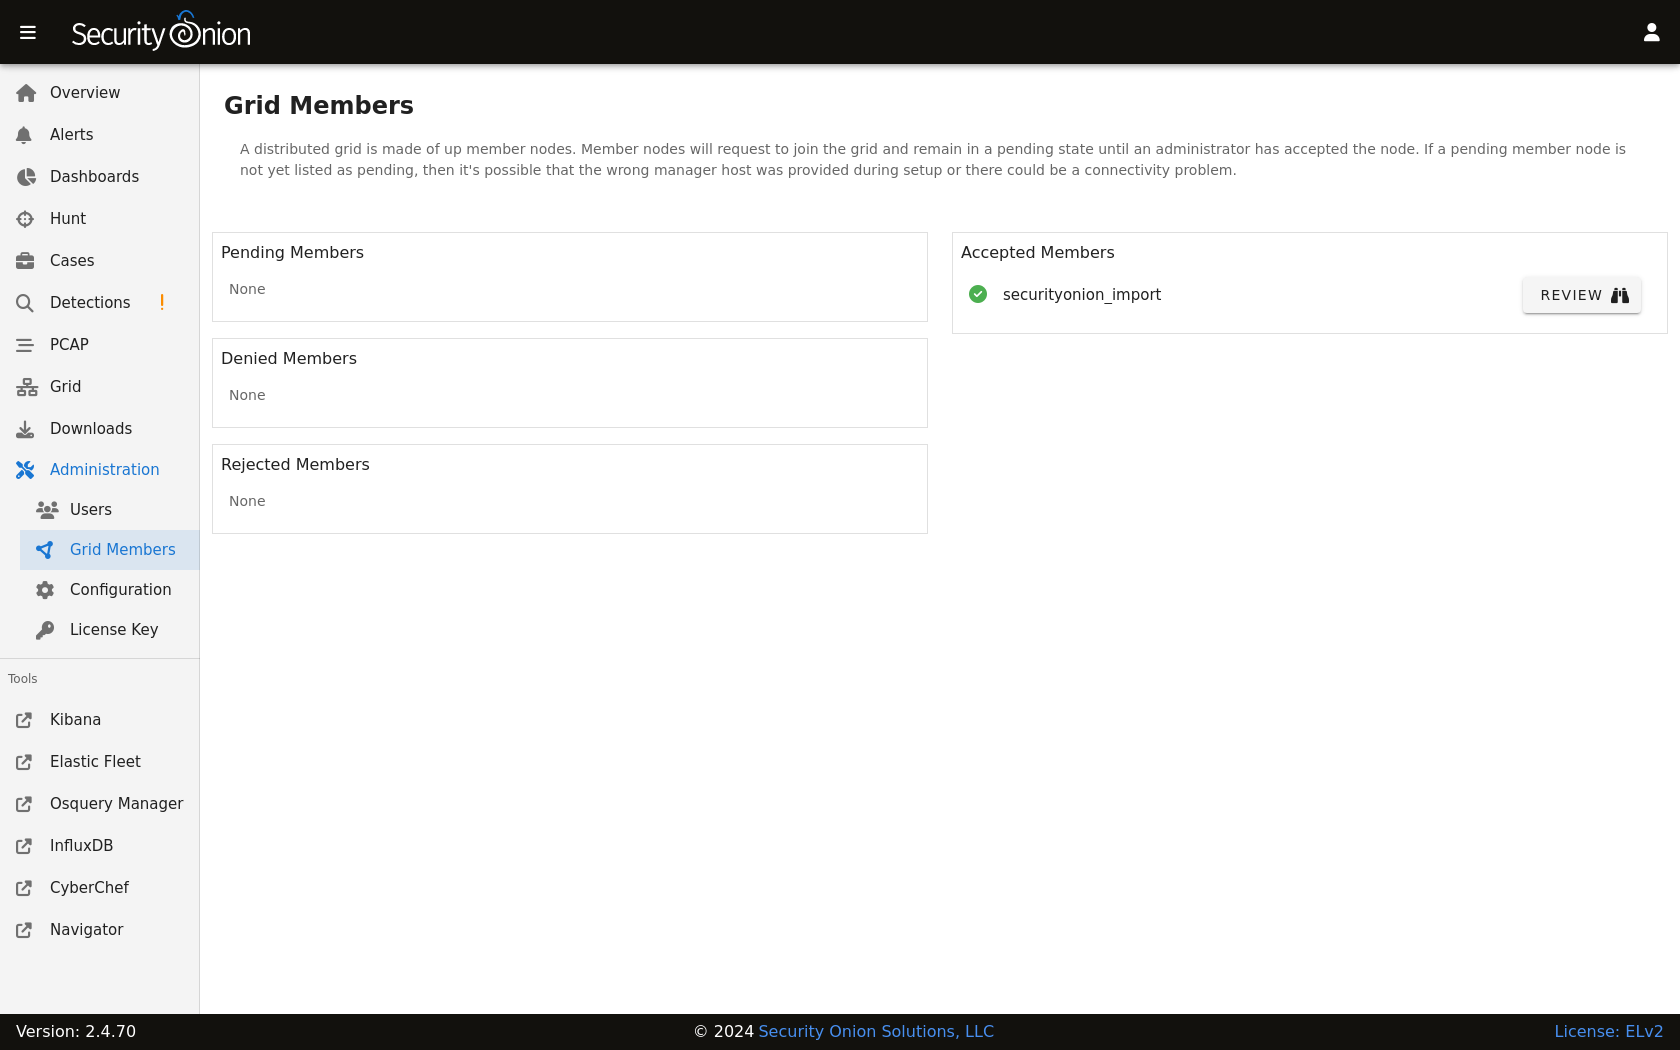 Security Onion
Overview
Alerts
Dashboards
Hunt
Cases
Detections !
PCAP
Grid
Downloads
Administration
Users
Grid Members
Configuration
License Key
Tools
Kibana
Elastic Fleet
Osquery Manager
InfluxDB
CyberChef
Navigator
Grid Members
A distributed grid is made of up member nodes. Member nodes will request to join the grid and remain in a pending state until an administrator has accepted the node. If a pending member node is
not yet listed as pending, then it's possible that the wrong manager host was provided during setup or there could be a connectivity problem.
Pending Members
None
Denied Members
None
Rejected Members
None
Accepted Members
securityonion_import REVIEW
Version: 2.4.70 © 2024 Security Onion Solutions, LLC License: ELv2